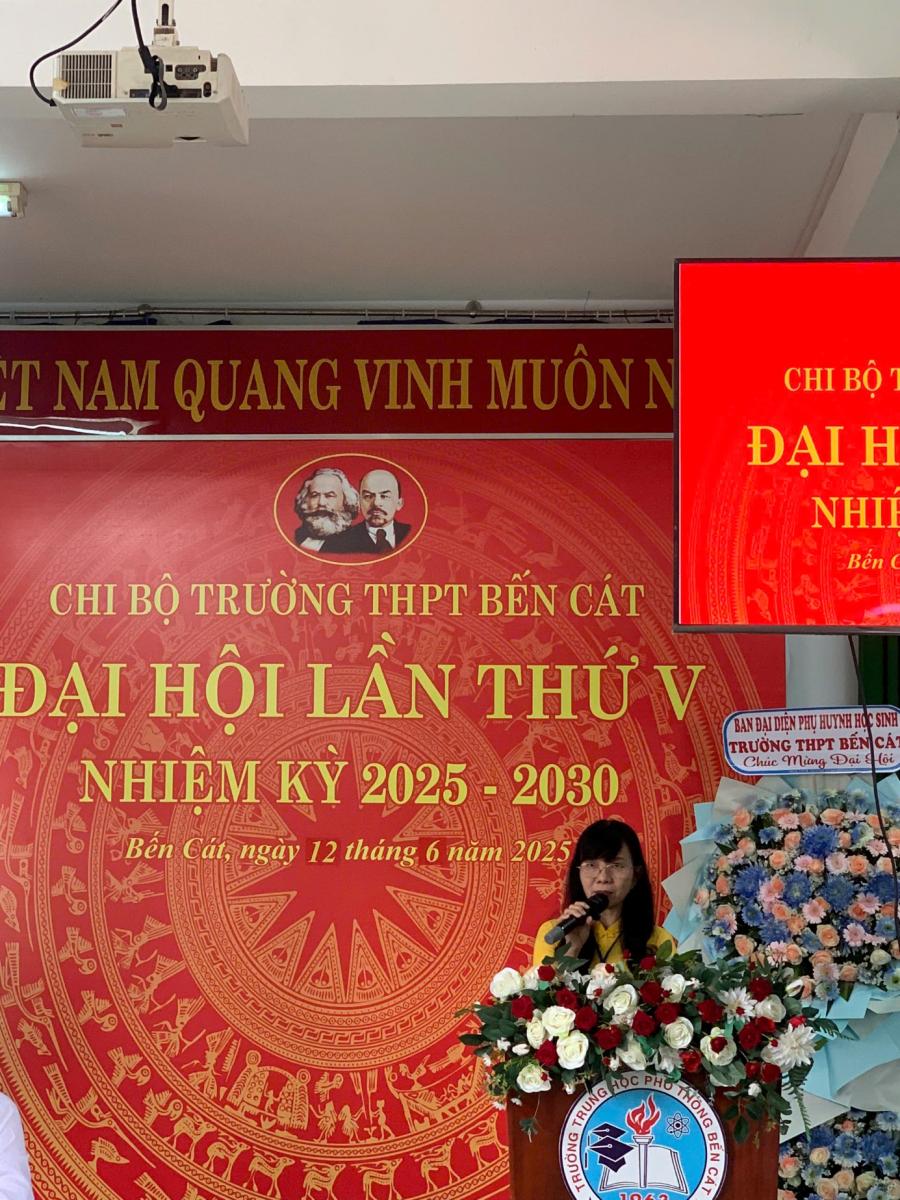 ỆT NAM QUANG VINH MUÔN N
CHI BỘ TRƯỜNG THPT BẾN CÁT
ĐẠI HỘI LẦN THỨ V
NHIỆM KỲ 2025 - 2030
Bến Cát, ngày 12 tháng 6 năm 2025
CHI BỘ T
ĐẠI H
NHIỆ
Bến C
BAN ĐẠI DIỆN PHỤ HUYNH HỌC SINH
TRƯỜNG THPT BẾN CÁT
Chúc Mừng Đại Hội
TRƯỜNG TRUNG HỌC PHỔ THÔNG BẾN CÁT
1963